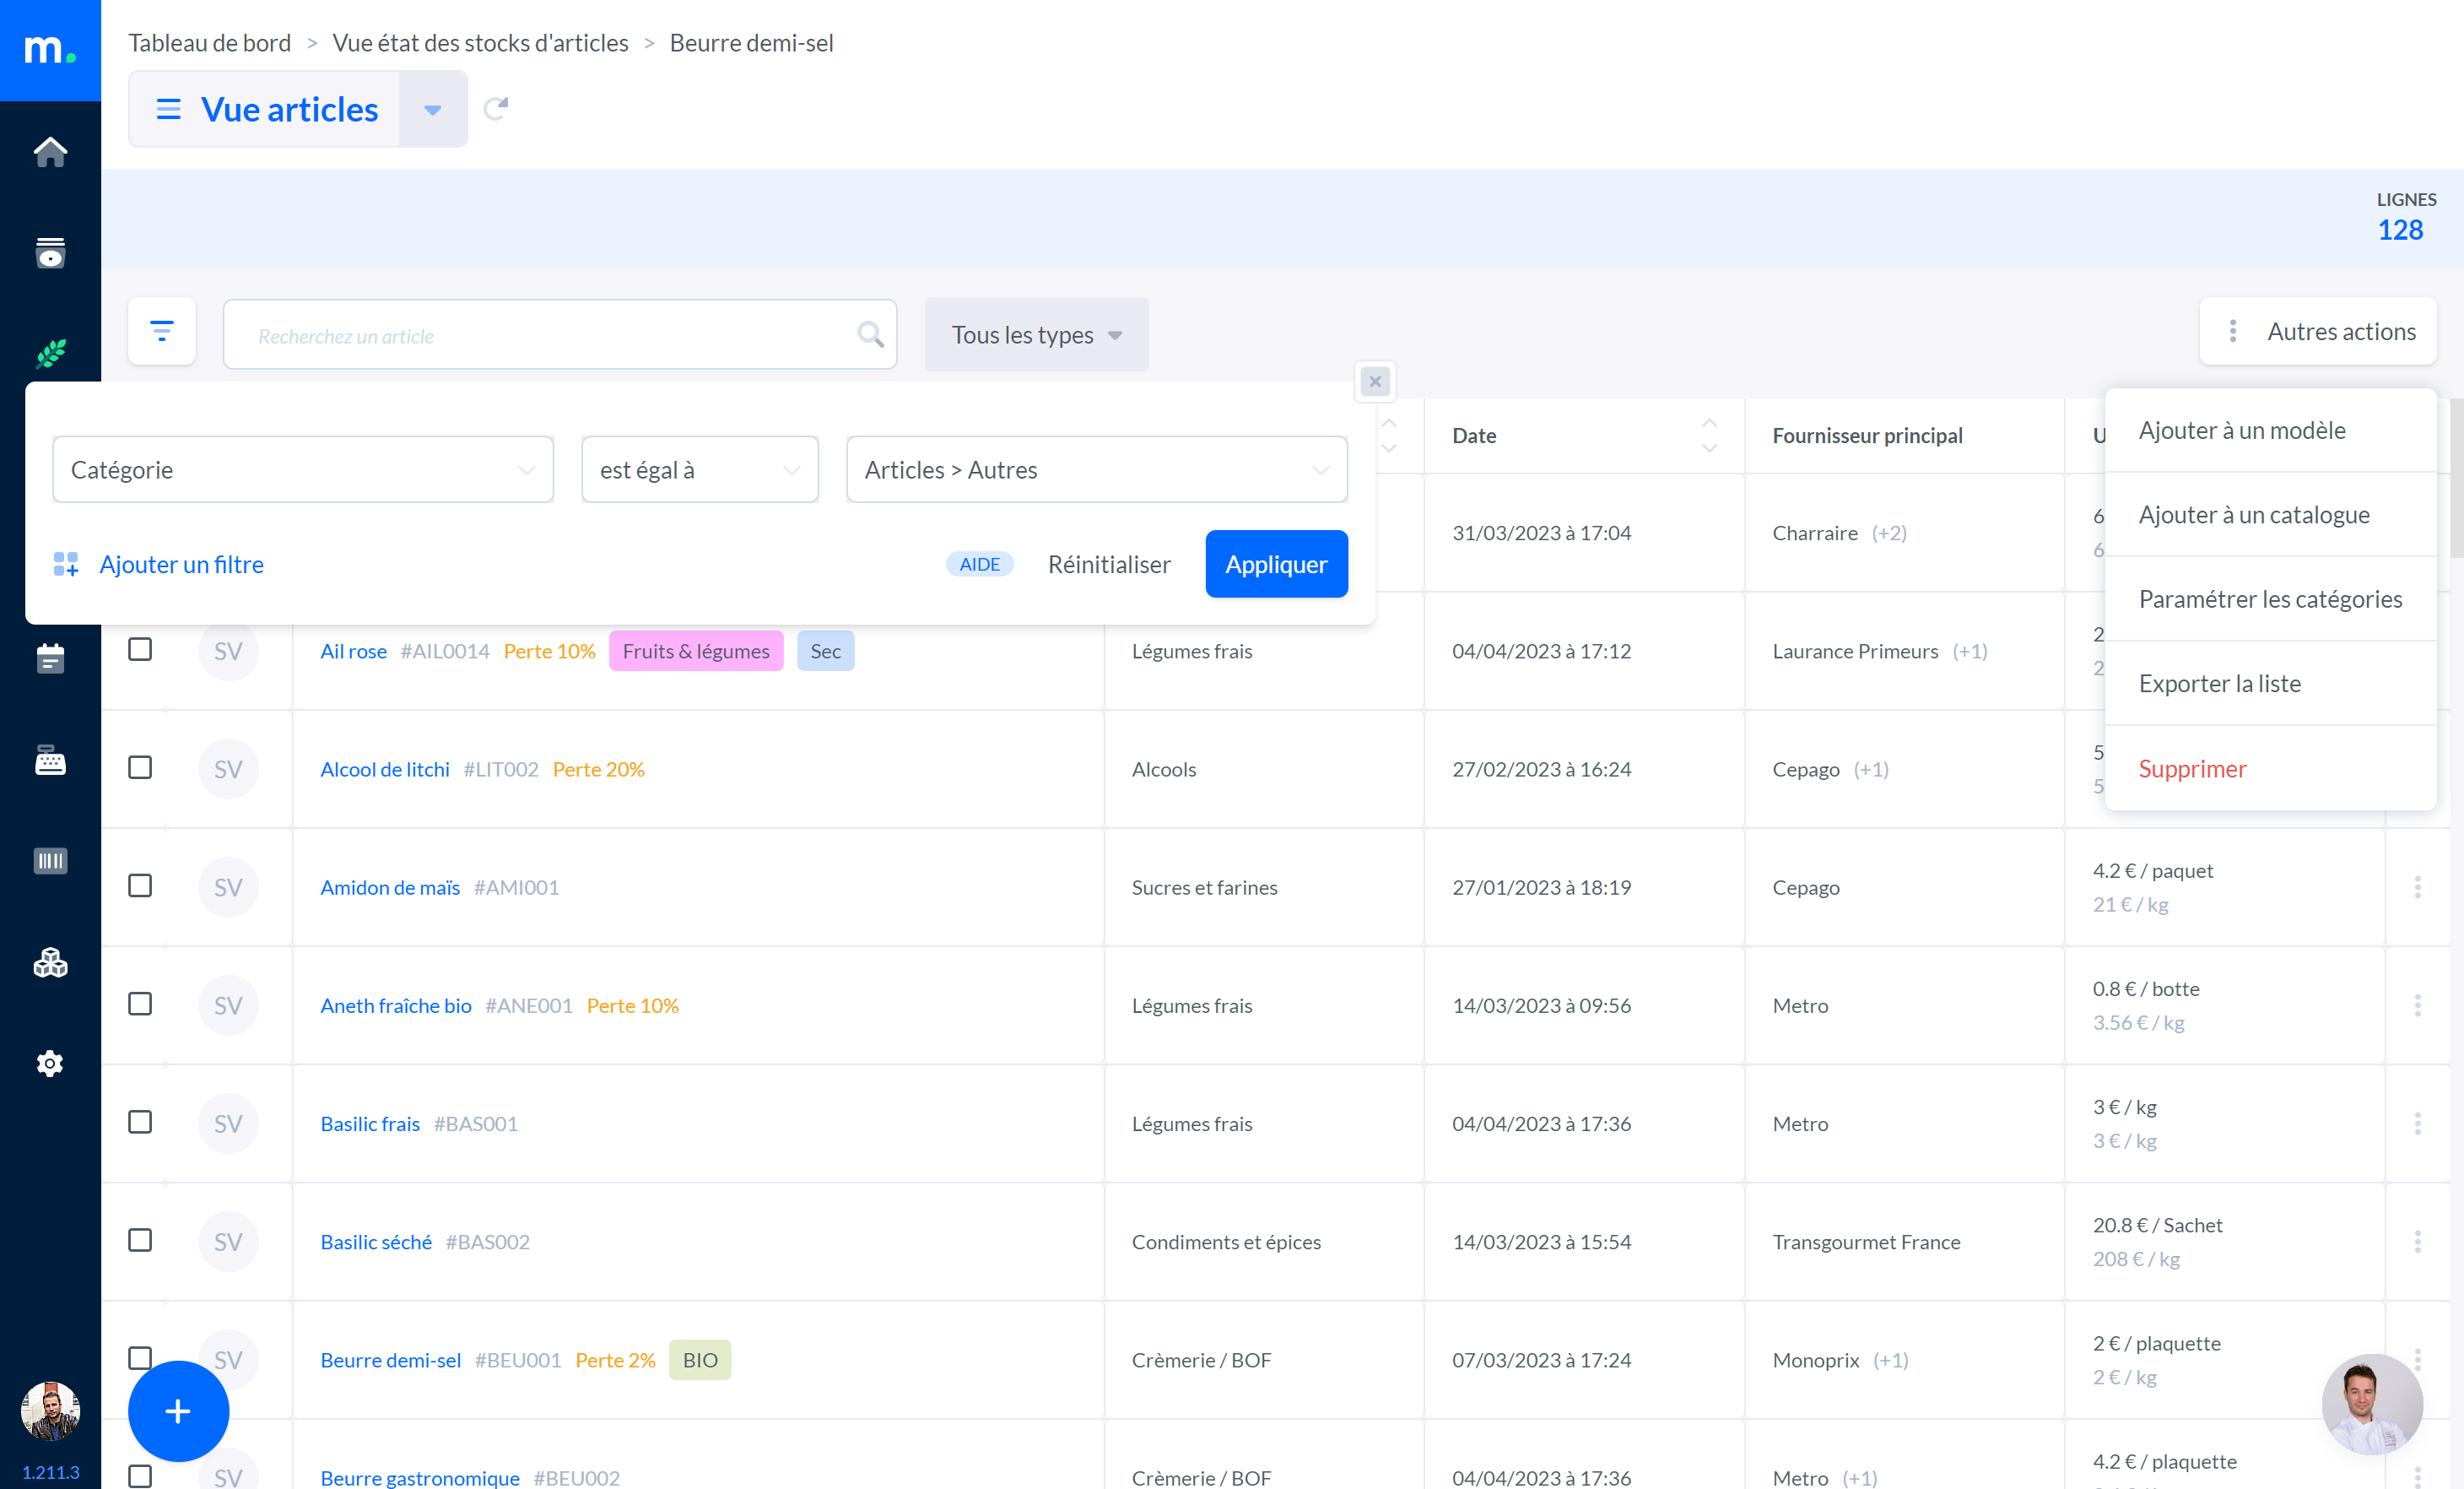 m.
Tableau de bord > Vue état des stocks d'articles > Beurre demi-sel
Vue articles
LIGNES
128
Recherchez un article
Tous les types
Autres actions
Catégorie
est égal à
Articles > Autres
Ajouter un filtre
AIDE
Réinitialiser
Appliquer
Ajouter à un modèle
Ajouter à un catalogue
Paramétrer les catégories
Exporter la liste
Supprimer
Date
Fournisseur principal
U
31/03/2023 à 17:04 Charraire (+2) 6
6
SV Ail rose #AIL0014 Perte 10% Fruits & légumes Sec Légumes frais 04/04/2023 à 17:12 Laurance Primeurs (+1) 2
2
SV Alcool de litchi #LIT002 Perte 20% Alcools 27/02/2023 à 16:24 Cepago (+1) 5
5
SV Amidon de maïs #AMI001 Sucres et farines 27/01/2023 à 18:19 Cepago 4.2 € / paquet
21 € / kg
SV Aneth fraîche bio #ANE001 Perte 10% Légumes frais 14/03/2023 à 09:56 Metro 0.8 € / botte
3.56 € / kg
SV Basilic frais #BAS001 Légumes frais 04/04/2023 à 17:36 Metro 3 € / kg
3 € / kg
SV Basilic séché #BAS002 Condiments et épices 14/03/2023 à 15:54 Transgourmet France 20.8 € / Sachet
208 € / kg
SV Beurre demi-sel #BEU001 Perte 2% BIO Crèmerie / BOF 07/03/2023 à 17:24 Monoprix (+1) 2 € / plaquette
2 € / kg
SV Beurre gastronomique #BEU002 Crèmerie / BOF 04/04/2023 à 17:36 Metro (+1) 4.2 € / plaquette
1.211.3